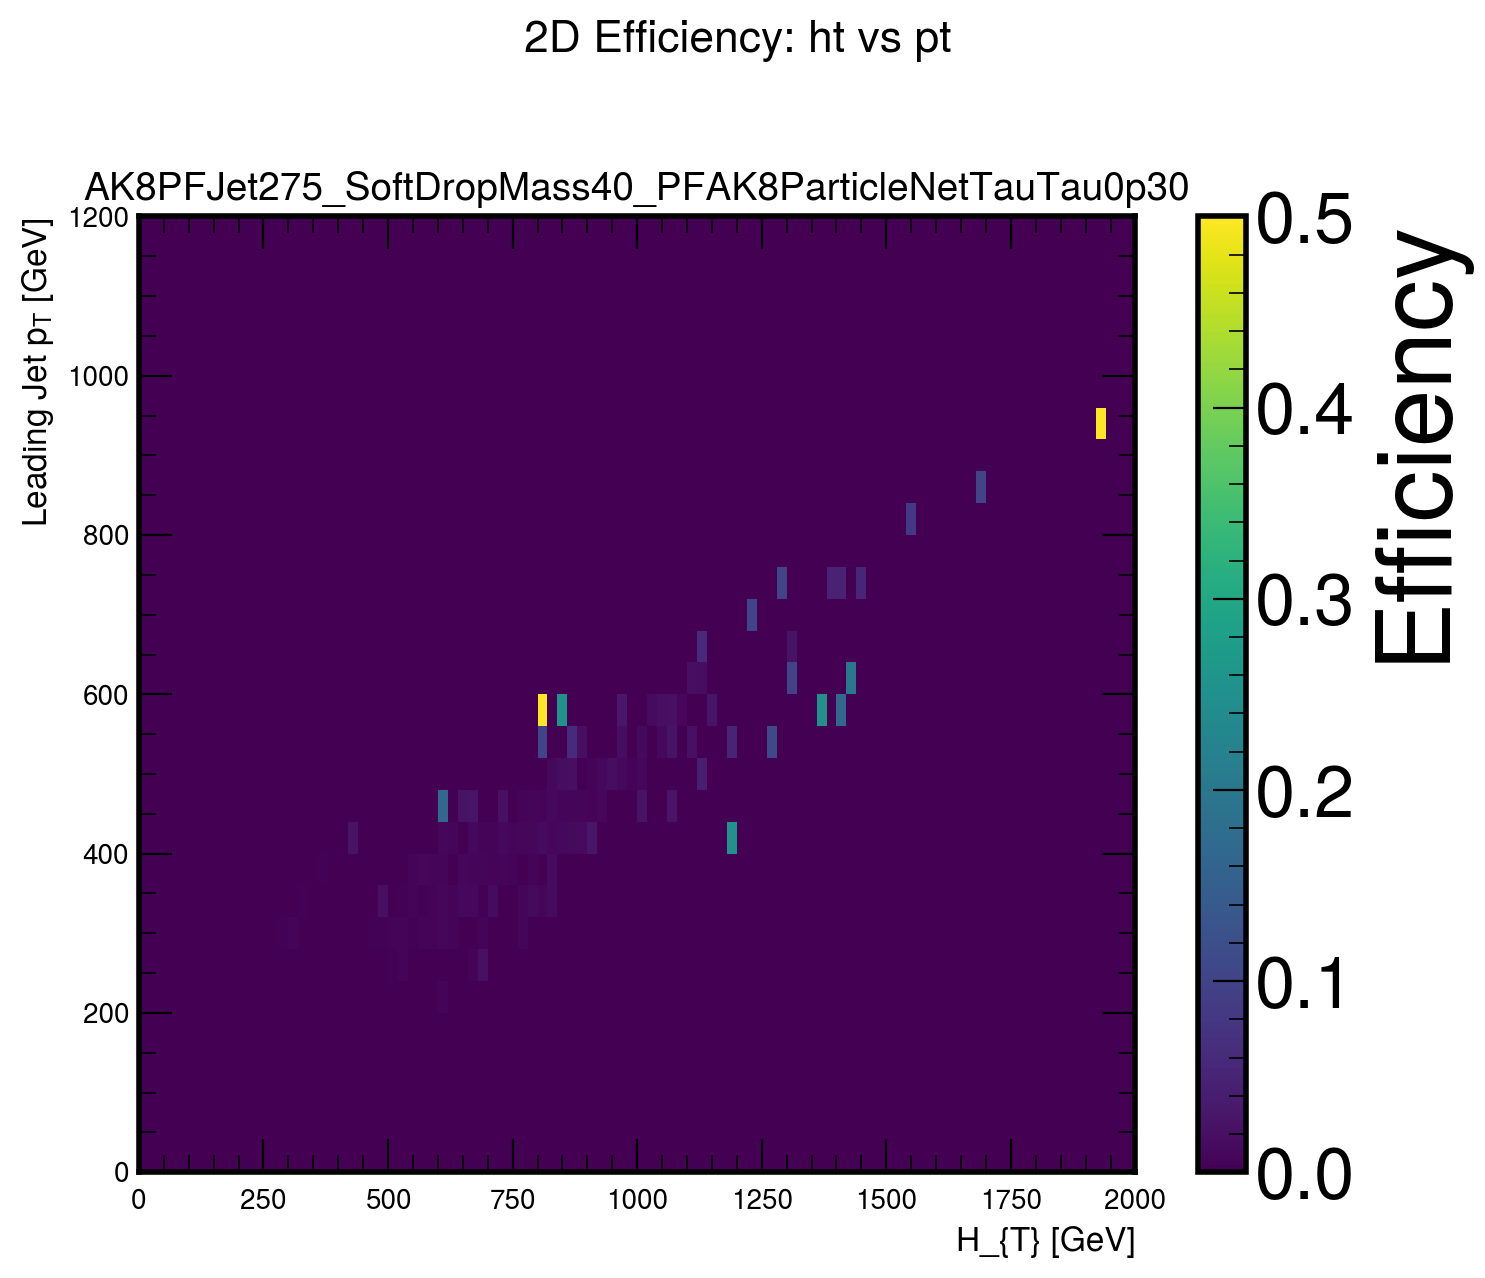 2D Efficiency: ht vs pt
AK8PFJet275_SoftDropMass40_PFAK8ParticleNetTauTau0p30
Leading Jet pT [GeV]
1200
1000
800
600
400
200
0
0 250 500 750 1000 1250 1500 1750 2000
H_{T} [GeV]
0.5
0.4
0.3
0.2
0.1
0.0
Efficiency